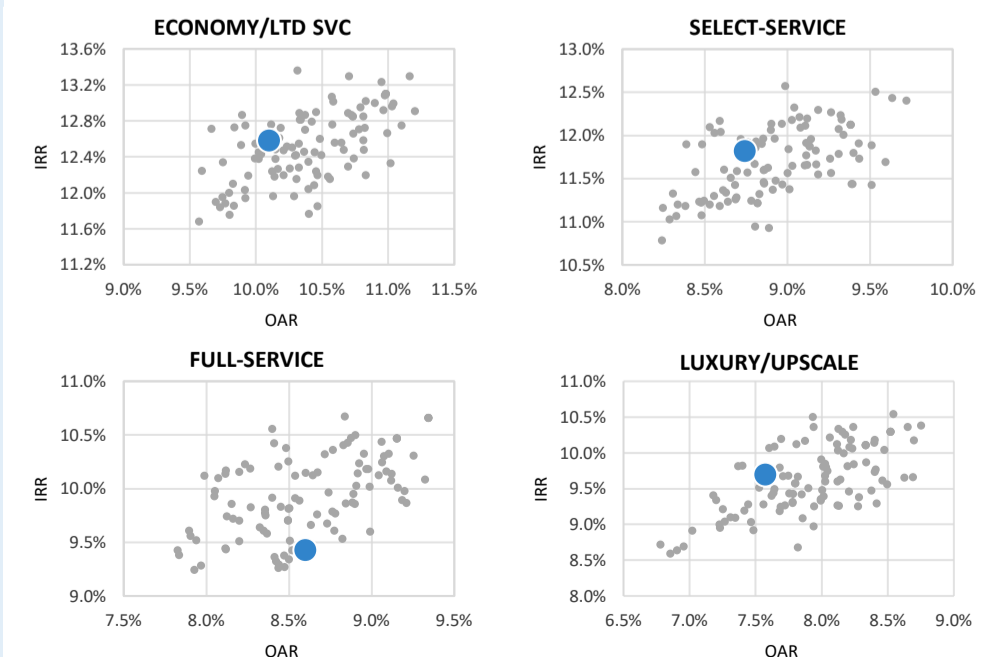 ECONOMY/LTD SVC
13.6%
13.2%
12.8%
12.4%
12.0%
11.6%
11.2%
IRR
9.0% 9.5% 10.0% 10.5% 11.0% 11.5%
OAR
SELECT-SERVICE
13.0%
12.5%
12.0%
11.5%
11.0%
10.5%
IRR
8.0% 8.5% 9.0% 9.5% 10.0%
OAR
FULL-SERVICE
11.0%
10.5%
10.0%
9.5%
9.0%
IRR
7.5% 8.0% 8.5% 9.0% 9.5%
OAR
LUXURY/UPSCALE
11.0%
10.5%
10.0%
9.5%
9.0%
8.5%
8.0%
IRR
6.5% 7.0% 7.5% 8.0% 8.5% 9.0%
OAR